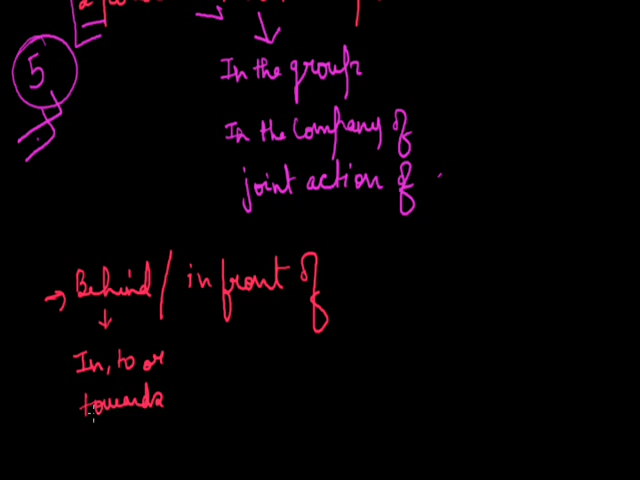 5
In the group
In the Company of
joint action of
→ Behind / in front of
↓
In, to or
towards